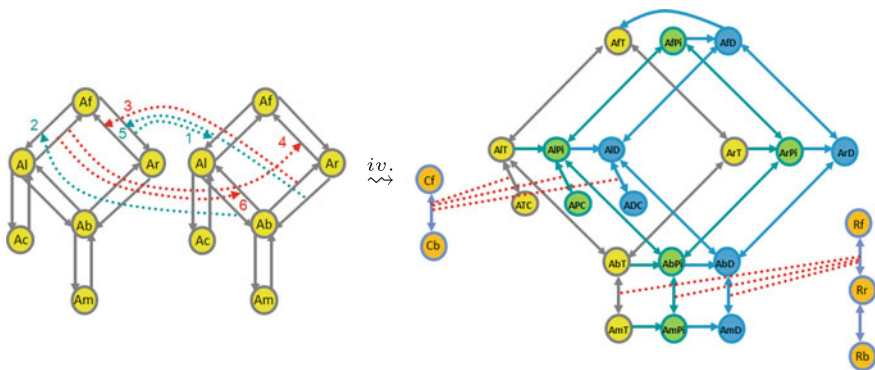 AfT AfPi AfD
Af 3 Af
2 5 1 4
Al Ar Al Ar
6
Ac Ab Ac Ab
Am Am
iv.
AlT AlPi AlD ArT ArPi ArD
Cf
ATC APC ADC
Cb
Rf
AbT AbPi AbD
Rr
AmT AmPi AmD
Rb